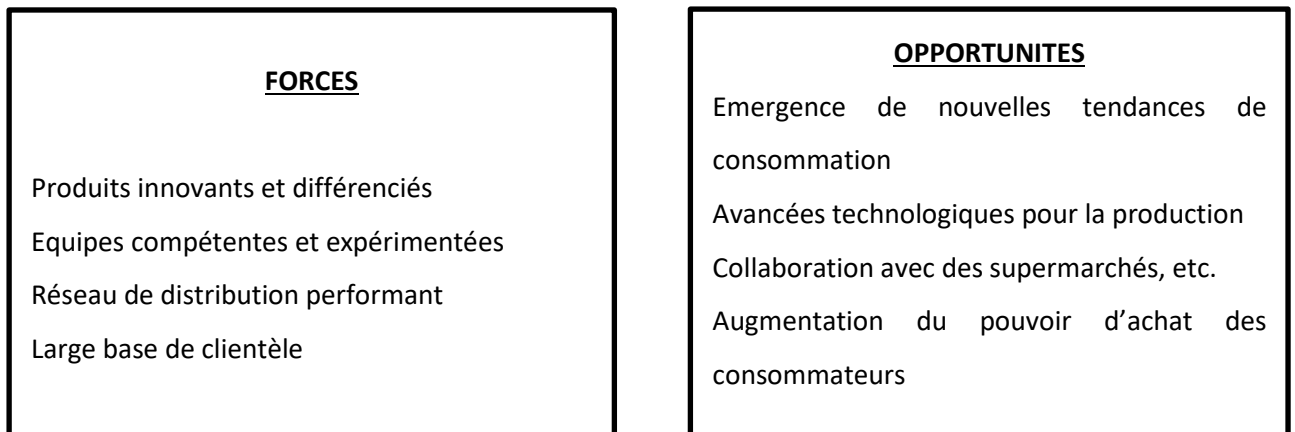 FORCES
Produits innovants et différenciés
Equipes compétentes et expérimentées
Réseau de distribution performant
Large base de clientèle
OPPORTUNITES
Emergence de nouvelles tendances de
consommation
Avancées technologiques pour la production
Collaboration avec des supermarchés, etc.
Augmentation du pouvoir d’achat des
consommateurs